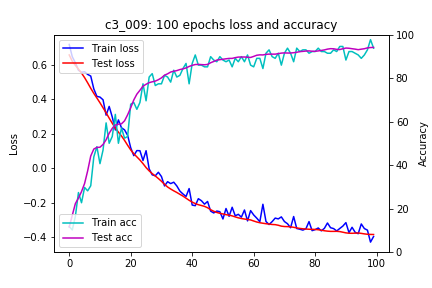 c3_009: 100 epochs loss and accuracy
Train loss
Test loss
Train acc
Test acc
Loss
0.6
0.4
0.2
0.0
−0.2
−0.4
Accuracy
100
80
60
40
20
0
0
20
40
60
80
100